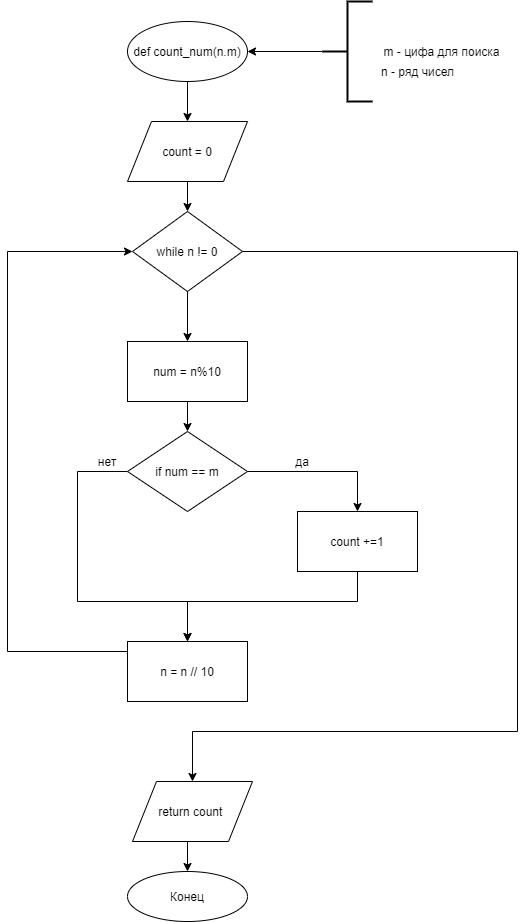 def count_num(n.m)
m - цифа для поиска
n - ряд чисел
count = 0
while n != 0
num = n%10
нет
if num == m
да
count +=1
n = n // 10
return count
Конец